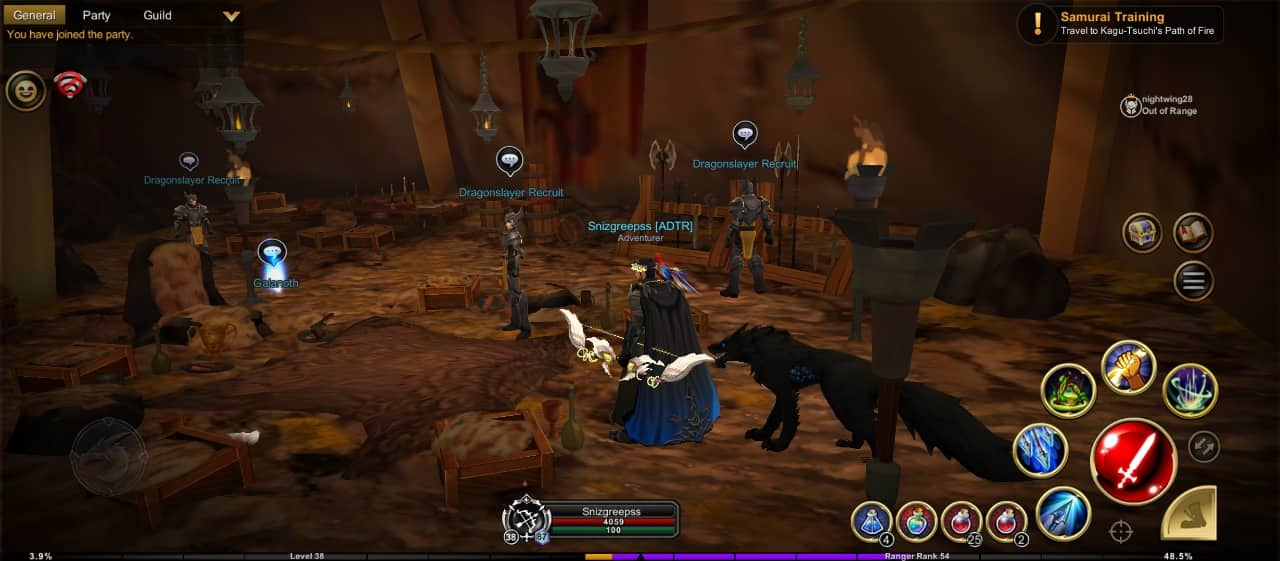 General Party Guild
You have joined the party.
Samurai Training
Travel to Kagu-Tsuchi's Path of Fire
nightwing28
Out of Range
Dragonslayer Recruit
Dragonslayer Recruit
Dragonslayer Recruit
Snizgreepss [ADTR]
Adventurer
Galanoth
Snizgreepss
4059
100
38 87
4 25 2
3.9% Level 38 Ranger Rank 54 48.5%